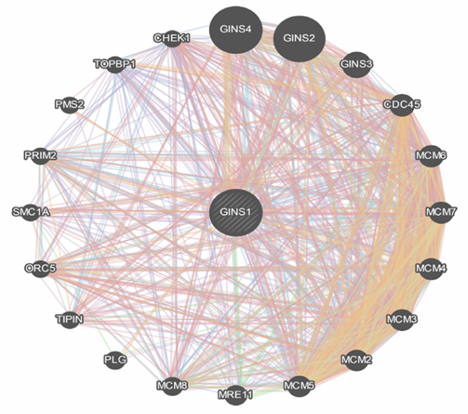 GINS4
GINS2
CHEK1
GINS3
TOPBP1
CDC45
PMS2
PRIM2
MCM6
SMC1A
GINS1
MCM7
ORC5
MCM4
TIPIN
MCM3
PLG
MCM2
MCM8
MCM5
MRE11